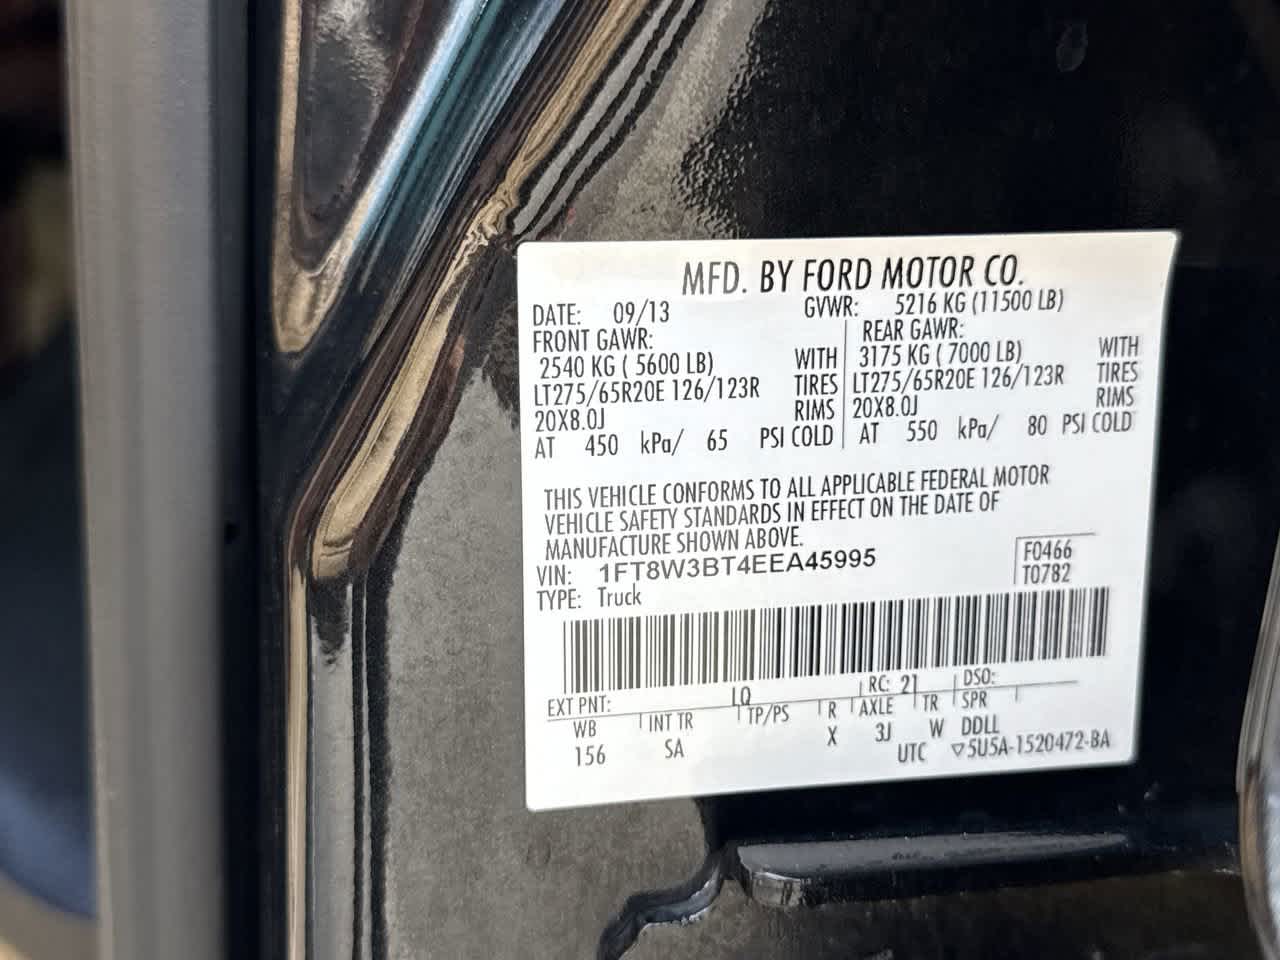 MFD. BY FORD MOTOR CO.
DATE: 09/13 GVWR: 5216 KG (11500 LB)
FRONT GAWR: REAR GAWR:
2540 KG ( 5600 LB) WITH 3175 KG ( 7000 LB) WITH
LT275/65R20E 126/123R TIRES LT275/65R20E 126/123R TIRES
20X8.0J RIMS 20X8.0J RIMS
AT 450 kPa/ 65 PSI COLD AT 550 kPa/ 80 PSI COLD
THIS VEHICLE CONFORMS TO ALL APPLICABLE FEDERAL MOTOR
VEHICLE SAFETY STANDARDS IN EFFECT ON THE DATE OF
MANUFACTURE SHOWN ABOVE.
VIN: 1FT8W3BT4EEA45995 F0466
TYPE: Truck T0782
EXT PNT: LQ RC: 21 DSO:
WB INT TR TP/PS R AXLE TR SPR
156 SA X 3J W DDLL
UTC ▽5U5A-1520472-BA